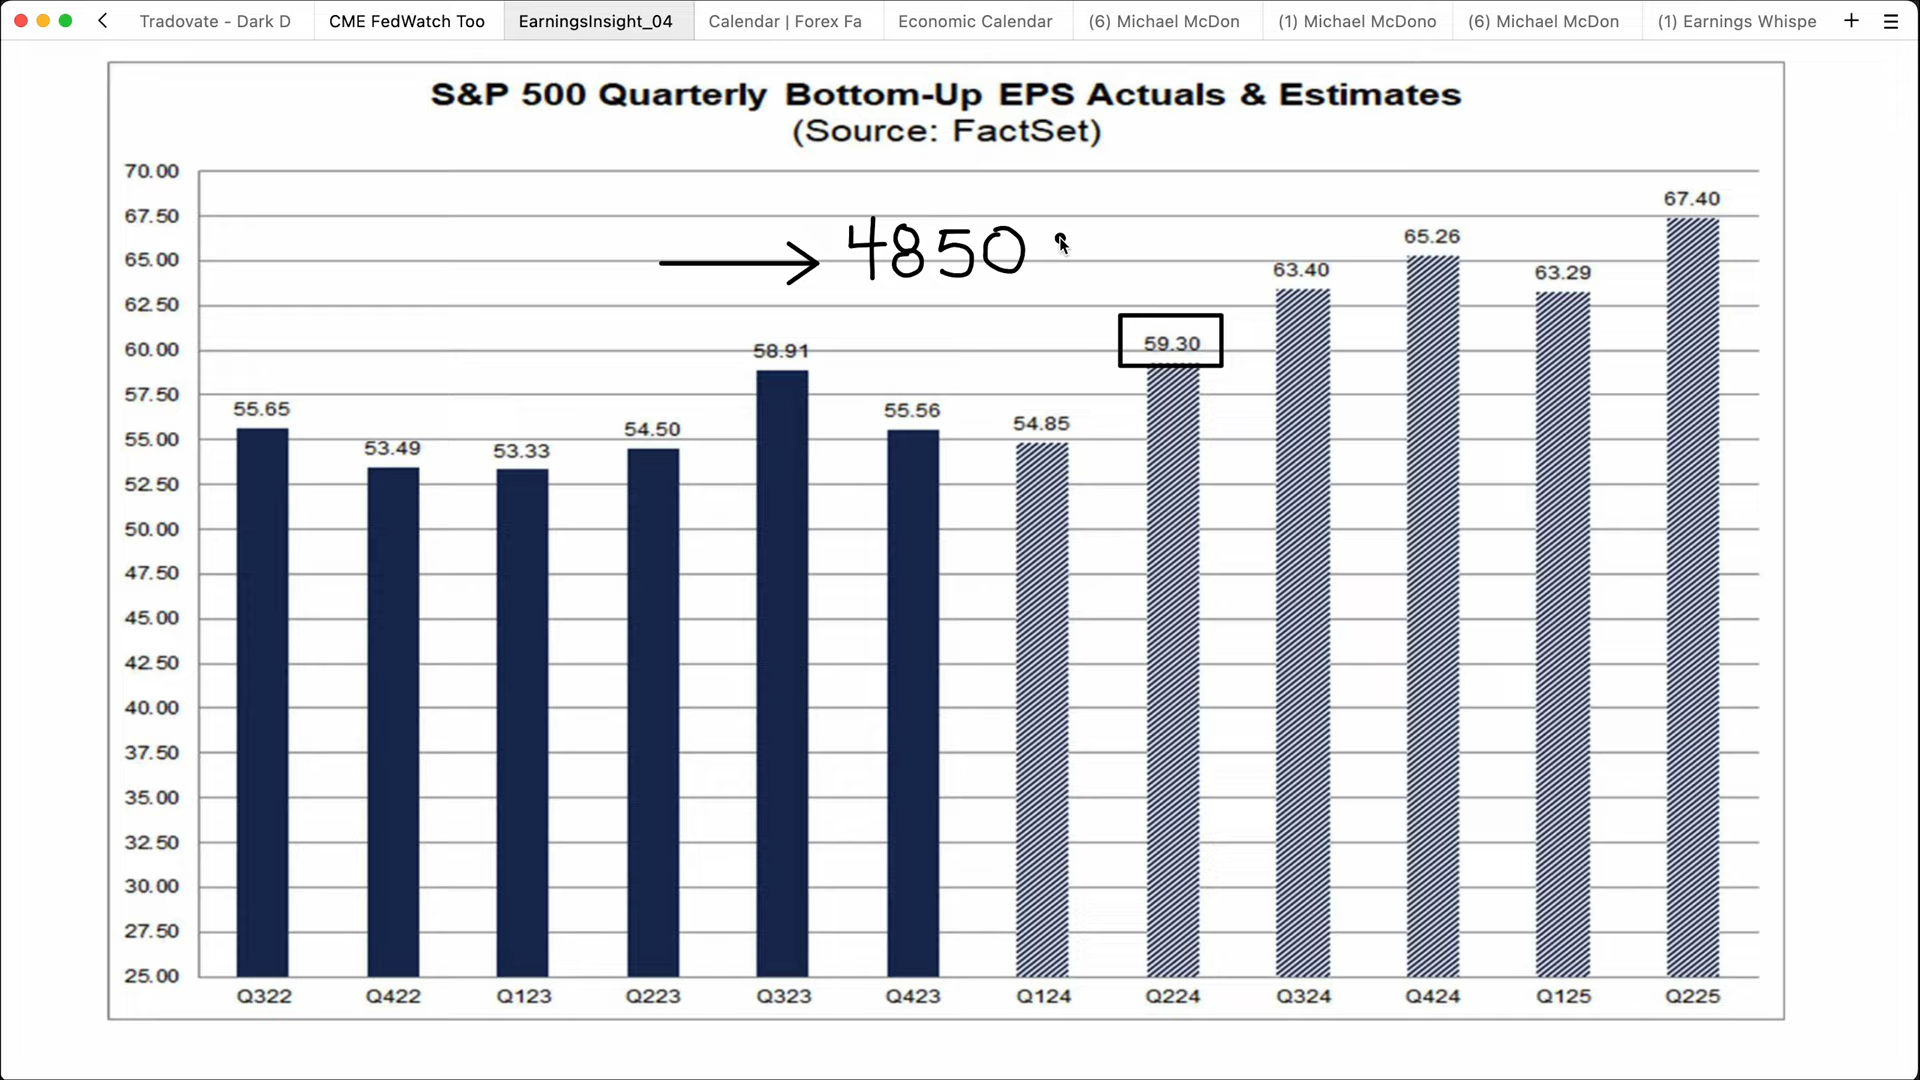 Tradovate - Dark D
CME FedWatch Too
EarningsInsight_04
Calendar | Forex Fa
Economic Calendar
(6) Michael McDon
(1) Michael McDono
(6) Michael McDon
(1) Earnings Whispe
S&P 500 Quarterly Bottom-Up EPS Actuals & Estimates
(Source: FactSet)
70.00
67.50
65.00
62.50
60.00
57.50
55.00
52.50
50.00
47.50
45.00
42.50
40.00
37.50
35.00
32.50
30.00
27.50
25.00
4850
55.65
53.49
53.33
54.50
58.91
55.56
54.85
59.30
63.40
65.26
63.29
67.40
Q322
Q422
Q123
Q223
Q323
Q423
Q124
Q224
Q324
Q424
Q125
Q225